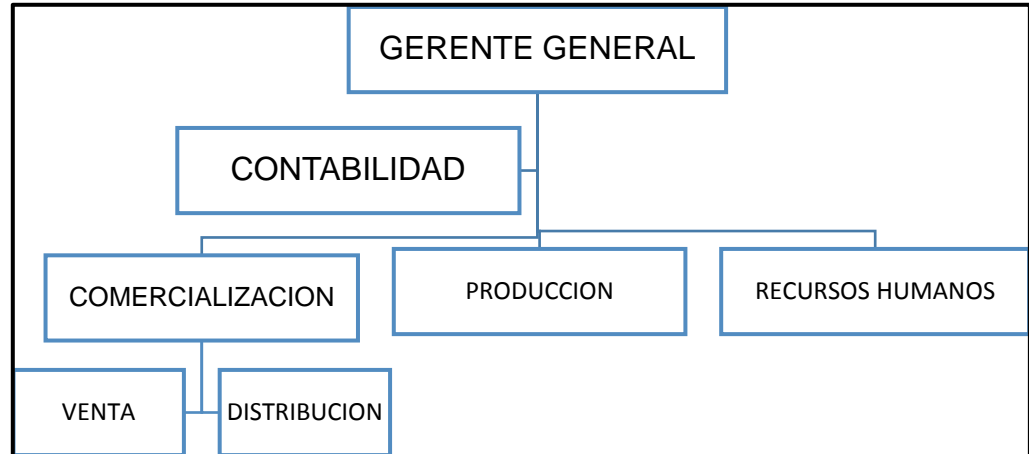 GERENTE GENERAL
CONTABILIDAD
COMERCIALIZACION
PRODUCCION
RECURSOS HUMANOS
VENTA
DISTRIBUCION